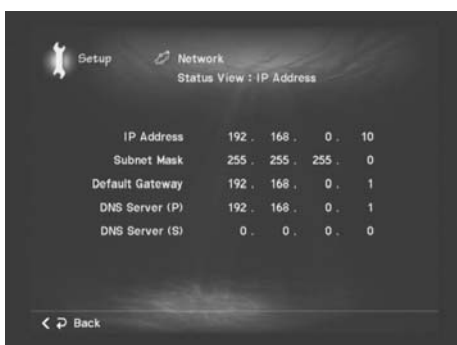 Setup Network
Status View : IP Address
IP Address 192 . 168 . 0 . 10
Subnet Mask 255 . 255 . 255 . 0
Default Gateway 192 . 168 . 0 . 1
DNS Server (P) 192 . 168 . 0 . 1
DNS Server (S) 0 . 0 . 0 . 0
Back